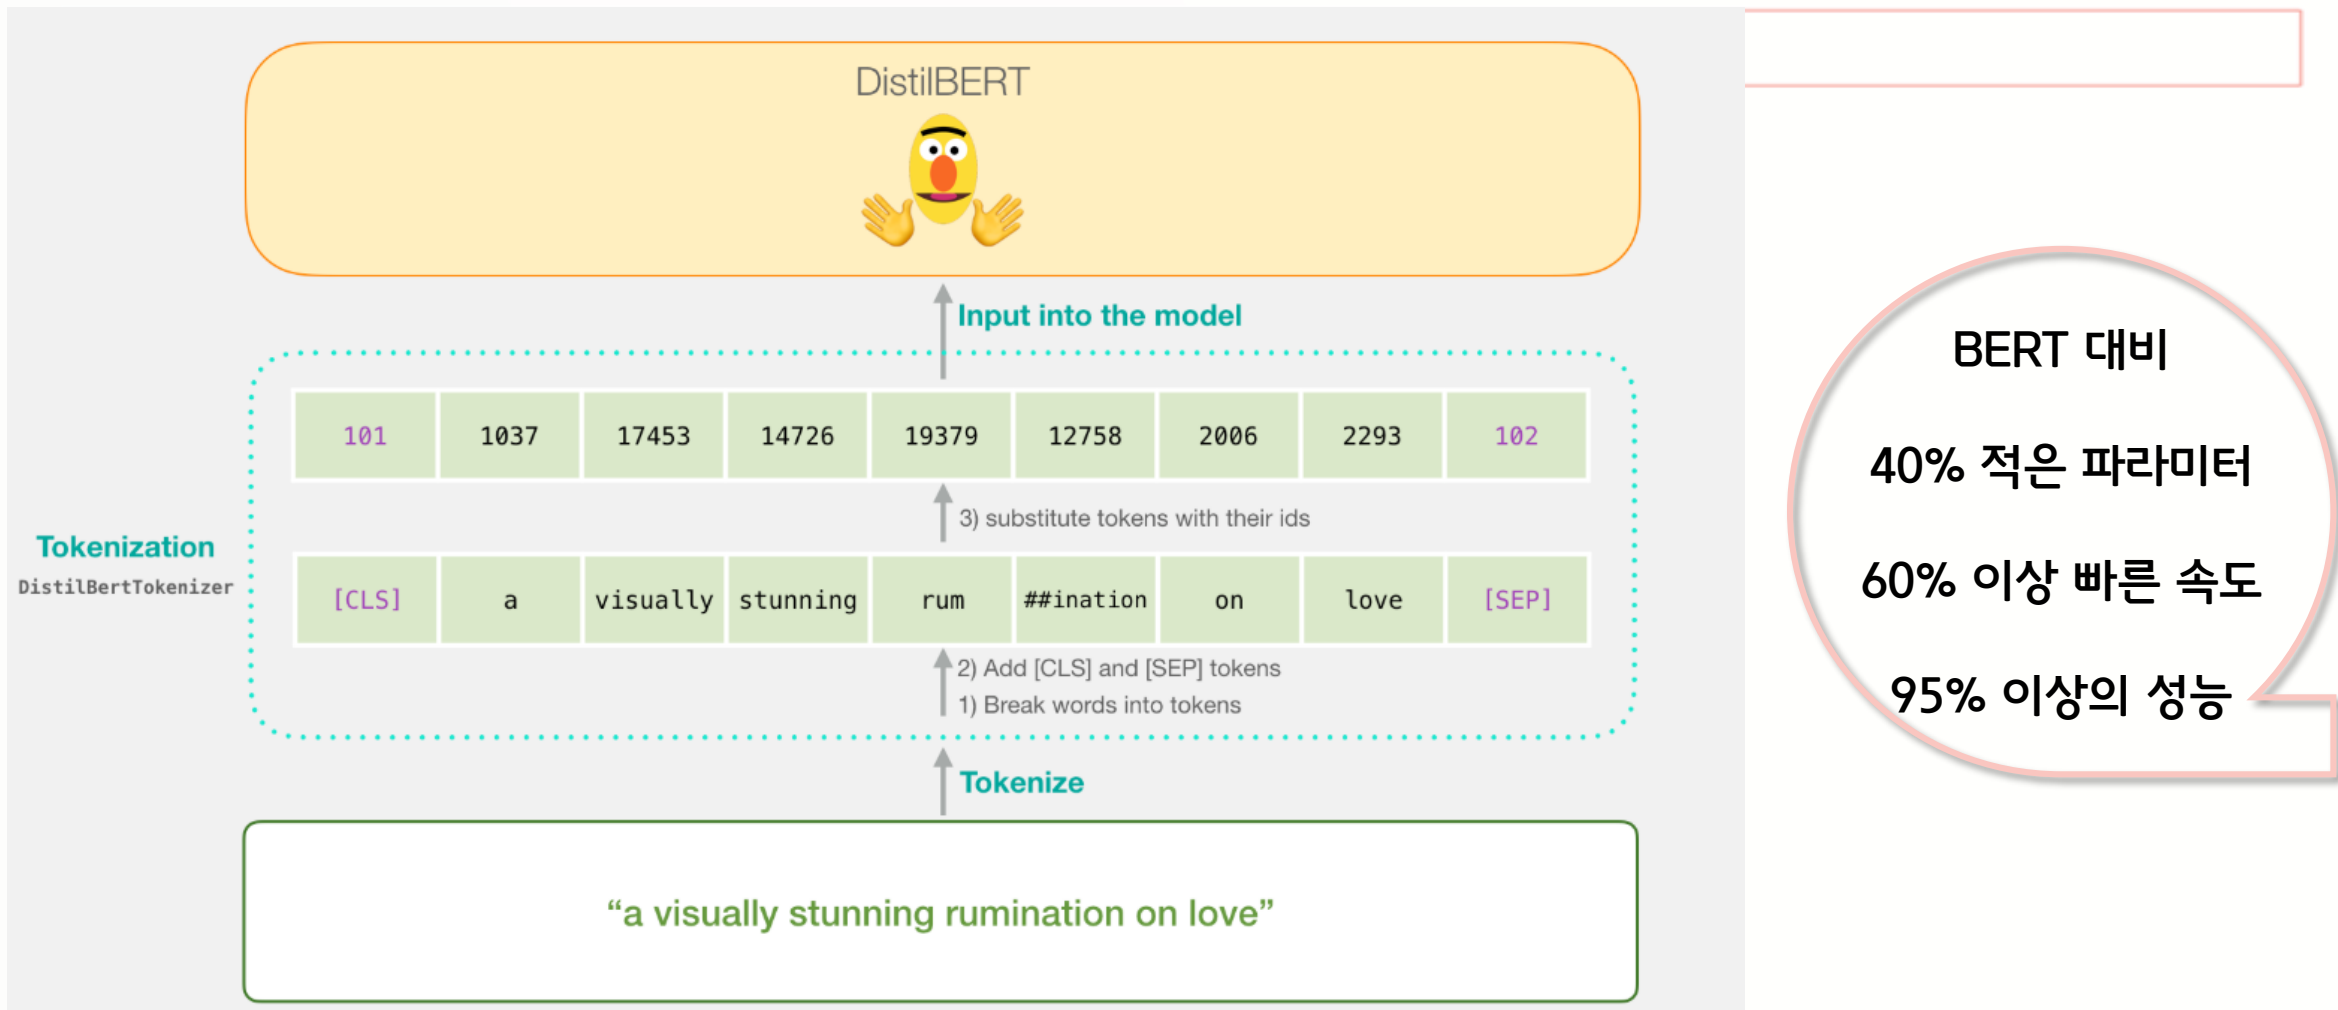 DistilBERT
Input into the model
101 1037 17453 14726 19379 12758 2006 2293 102
3) substitute tokens with their ids
Tokenization
DistilBertTokenizer
[CLS] a visually stunning rum ##ination on love [SEP]
2) Add [CLS] and [SEP] tokens
1) Break words into tokens
Tokenize
“a visually stunning rumination on love”
BERT 대비
40% 적은 파라미터
60% 이상 빠른 속도
95% 이상의 성능